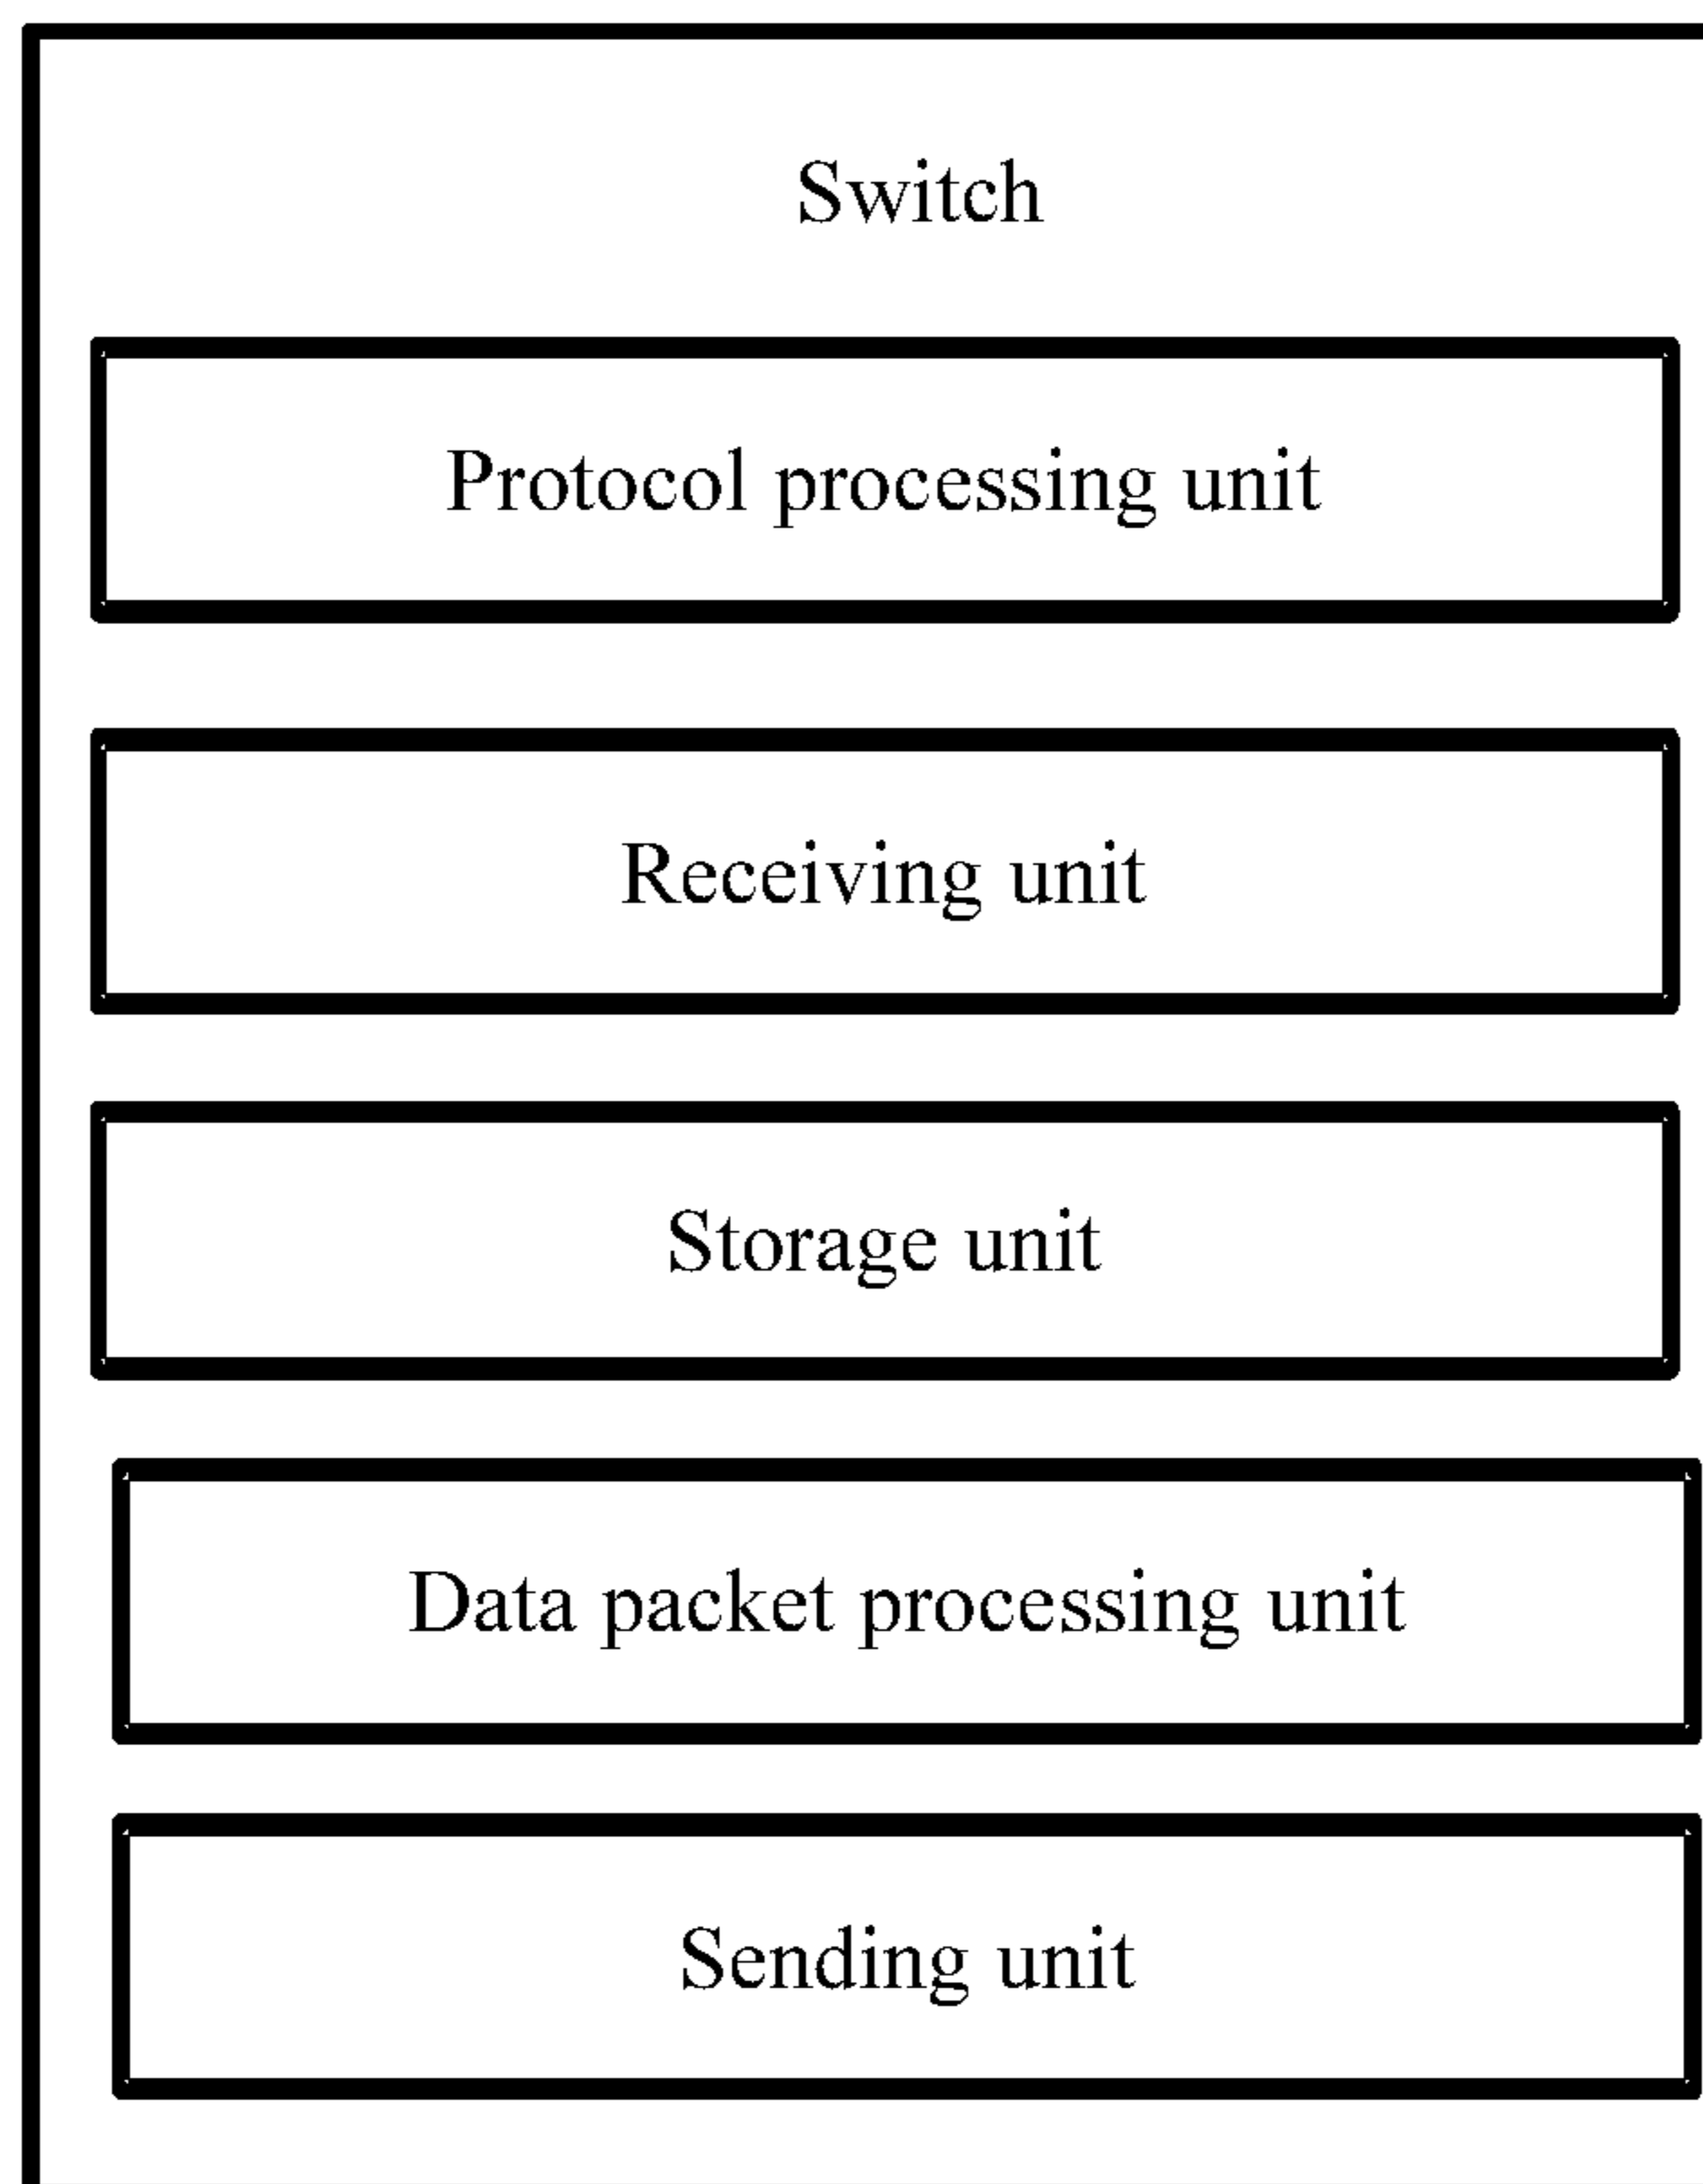 Switch
Protocol processing unit
Receiving unit
Storage unit
Data packet processing unit
Sending unit